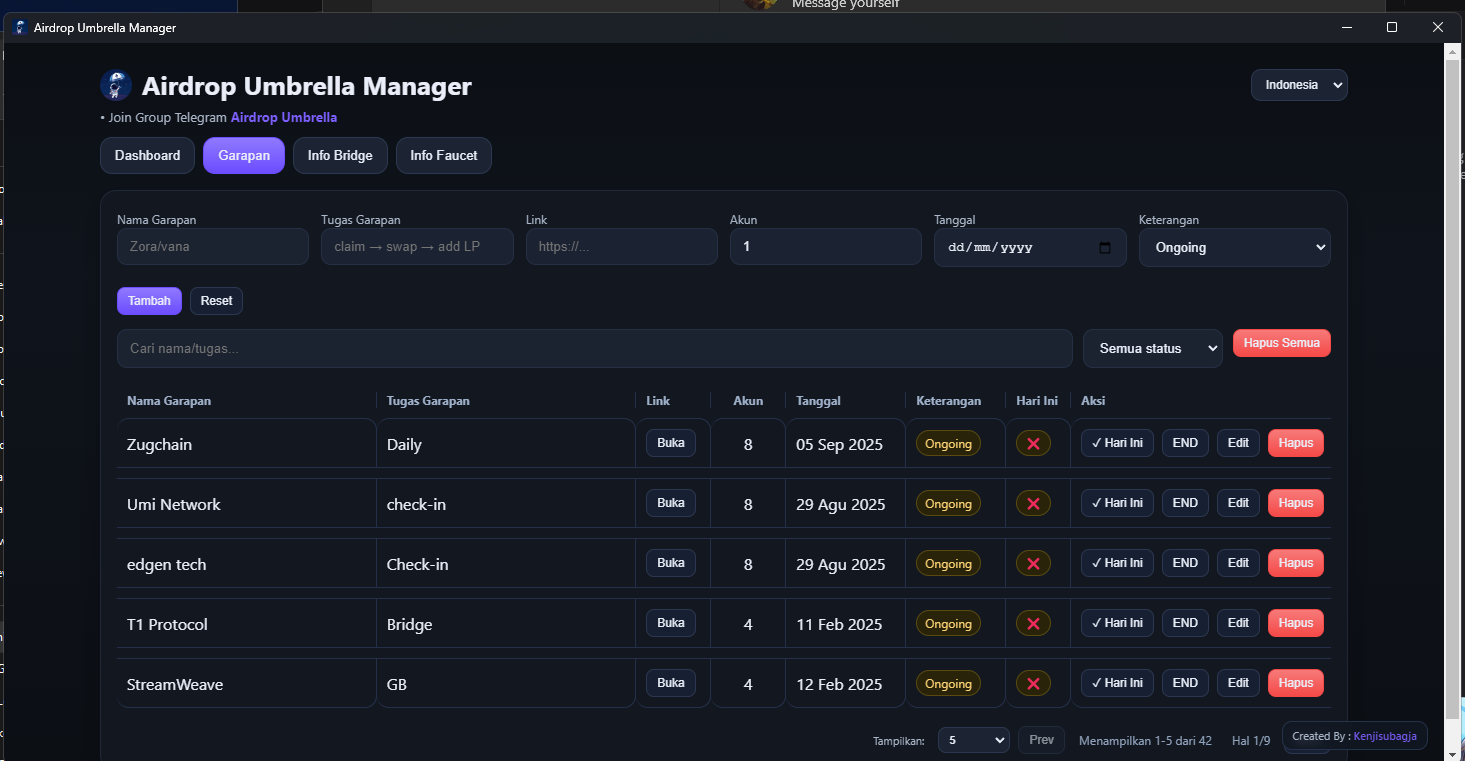 Message yourself
Airdrop Umbrella Manager
Airdrop Umbrella Manager
Indonesia
• Join Group Telegram Airdrop Umbrella
Dashboard Garapan Info Bridge Info Faucet
Nama Garapan Tugas Garapan Link Akun Tanggal Keterangan
Zora/vana claim → swap → add LP https://... 1 dd/mm/yyyy Ongoing
Tambah Reset
Cari nama/tugas... Semua status Hapus Semua
Nama Garapan Tugas Garapan Link Akun Tanggal Keterangan Hari Ini Aksi
Zugchain Daily Buka 8 05 Sep 2025 Ongoing ❌ ✓ Hari Ini END Edit Hapus
Umi Network check-in Buka 8 29 Agu 2025 Ongoing ❌ ✓ Hari Ini END Edit Hapus
edgen tech Check-in Buka 8 29 Agu 2025 Ongoing ❌ ✓ Hari Ini END Edit Hapus
T1 Protocol Bridge Buka 4 11 Feb 2025 Ongoing ❌ ✓ Hari Ini END Edit Hapus
StreamWeave GB Buka 4 12 Feb 2025 Ongoing ❌ ✓ Hari Ini END Edit Hapus
Tampilkan: 5 Prev Menampilkan 1-5 dari 42 Hal 1/9
Created By : Kenjisubagja